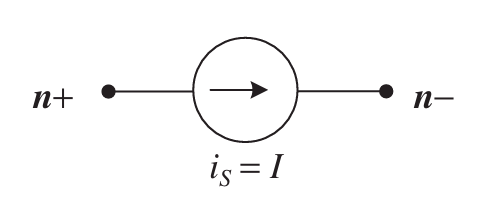 n+ n−
i_S = I